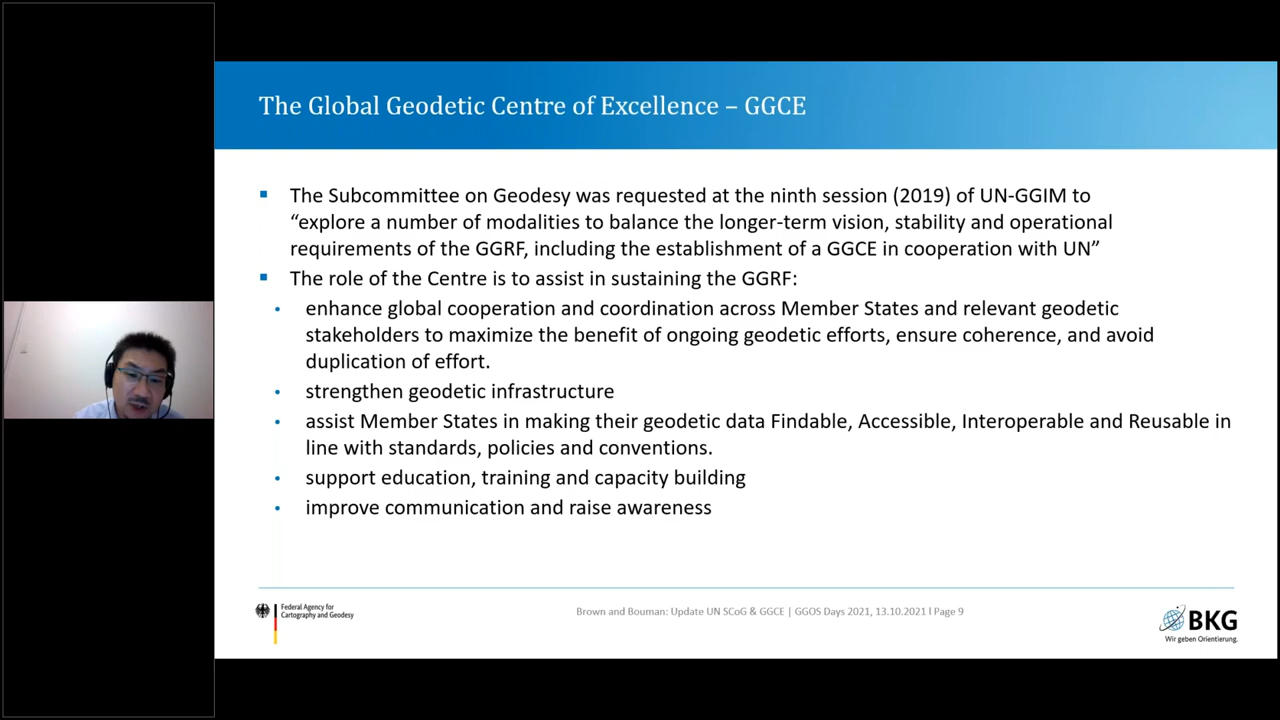 The Global Geodetic Centre of Excellence – GGCE
The Subcommittee on Geodesy was requested at the ninth session (2019) of UN-GGIM to
“explore a number of modalities to balance the longer-term vision, stability and operational
requirements of the GGRF, including the establishment of a GGCE in cooperation with UN”
The role of the Centre is to assist in sustaining the GGRF:
enhance global cooperation and coordination across Member States and relevant geodetic
stakeholders to maximize the benefit of ongoing geodetic efforts, ensure coherence, and avoid
duplication of effort.
strengthen geodetic infrastructure
assist Member States in making their geodetic data Findable, Accessible, Interoperable and Reusable in
line with standards, policies and conventions.
support education, training and capacity building
improve communication and raise awareness
Federal Agency for
Cartography and Geodesy
Brown and Bouman: Update UN SCoG & GGCE | GGOS Days 2021, 13.10.2021 l Page 9
BKG
Wir geben Orientierung.